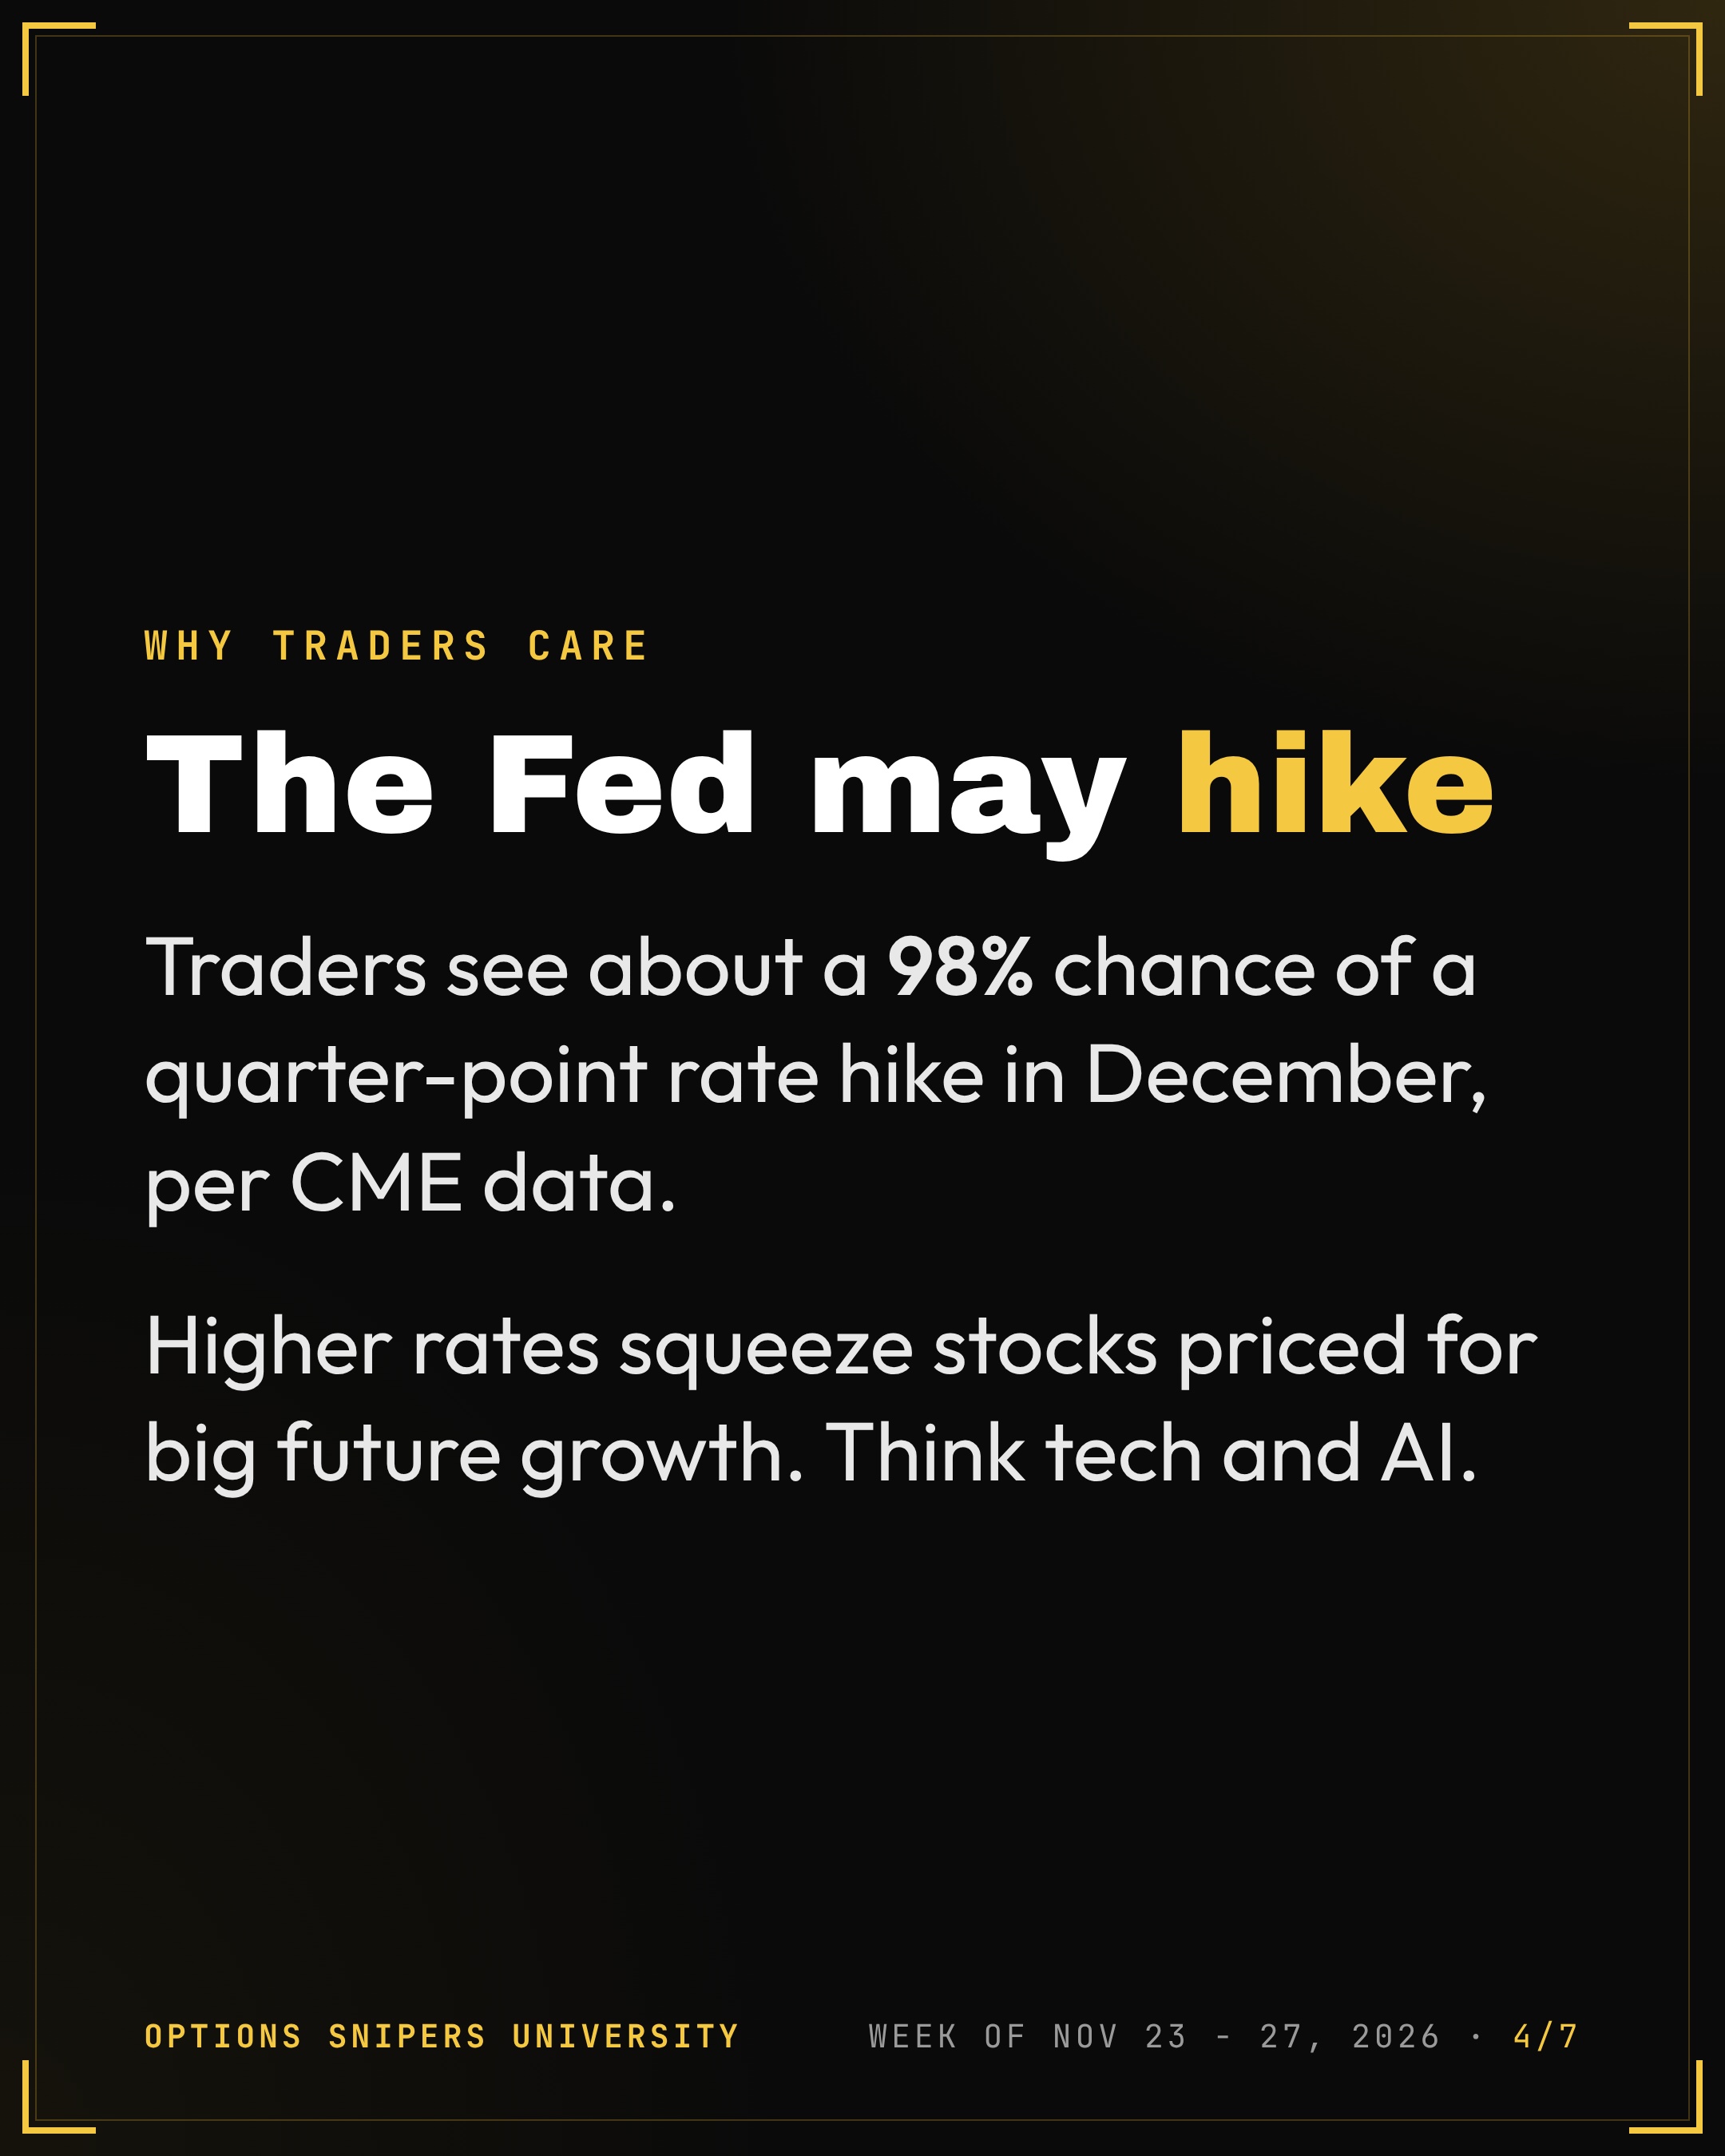 WHY TRADERS CARE
The Fed may hike
Traders see about a 98% chance of a
quarter-point rate hike in December,
per CME data.
Higher rates squeeze stocks priced for
big future growth. Think tech and AI.
OPTIONS SNIPERS UNIVERSITY
WEEK OF NOV 23 - 27, 2026 · 4/7